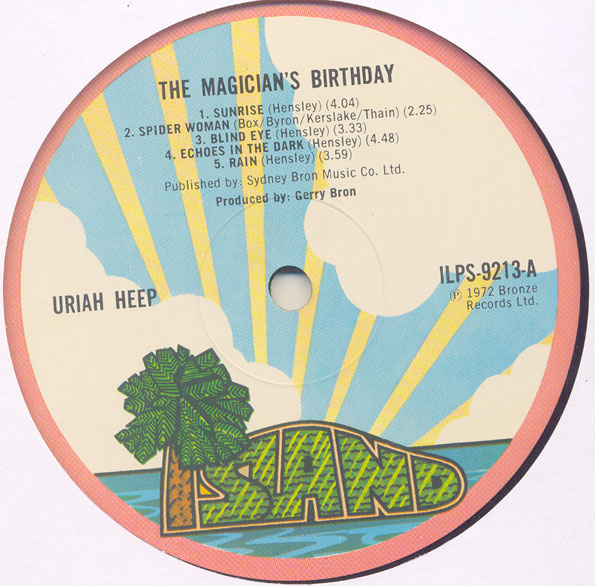 THE MAGICIAN'S BIRTHDAY
1. SUNRISE (Hensley) (4.04)
2. SPIDER WOMAN (Box/Byron/Kerslake/Thain) (2.25)
3. BLIND EYE (Hensley) (3.33)
4. ECHOES IN THE DARK (Hensley) (4.48)
5. RAIN (Hensley) (3.59)
Published by: Sydney Bron Music Co. Ltd.
Produced by: Gerry Bron
URIAH HEEP
ILPS-9213-A
℗ 1972 Bronze
Records Ltd.
ISLAND